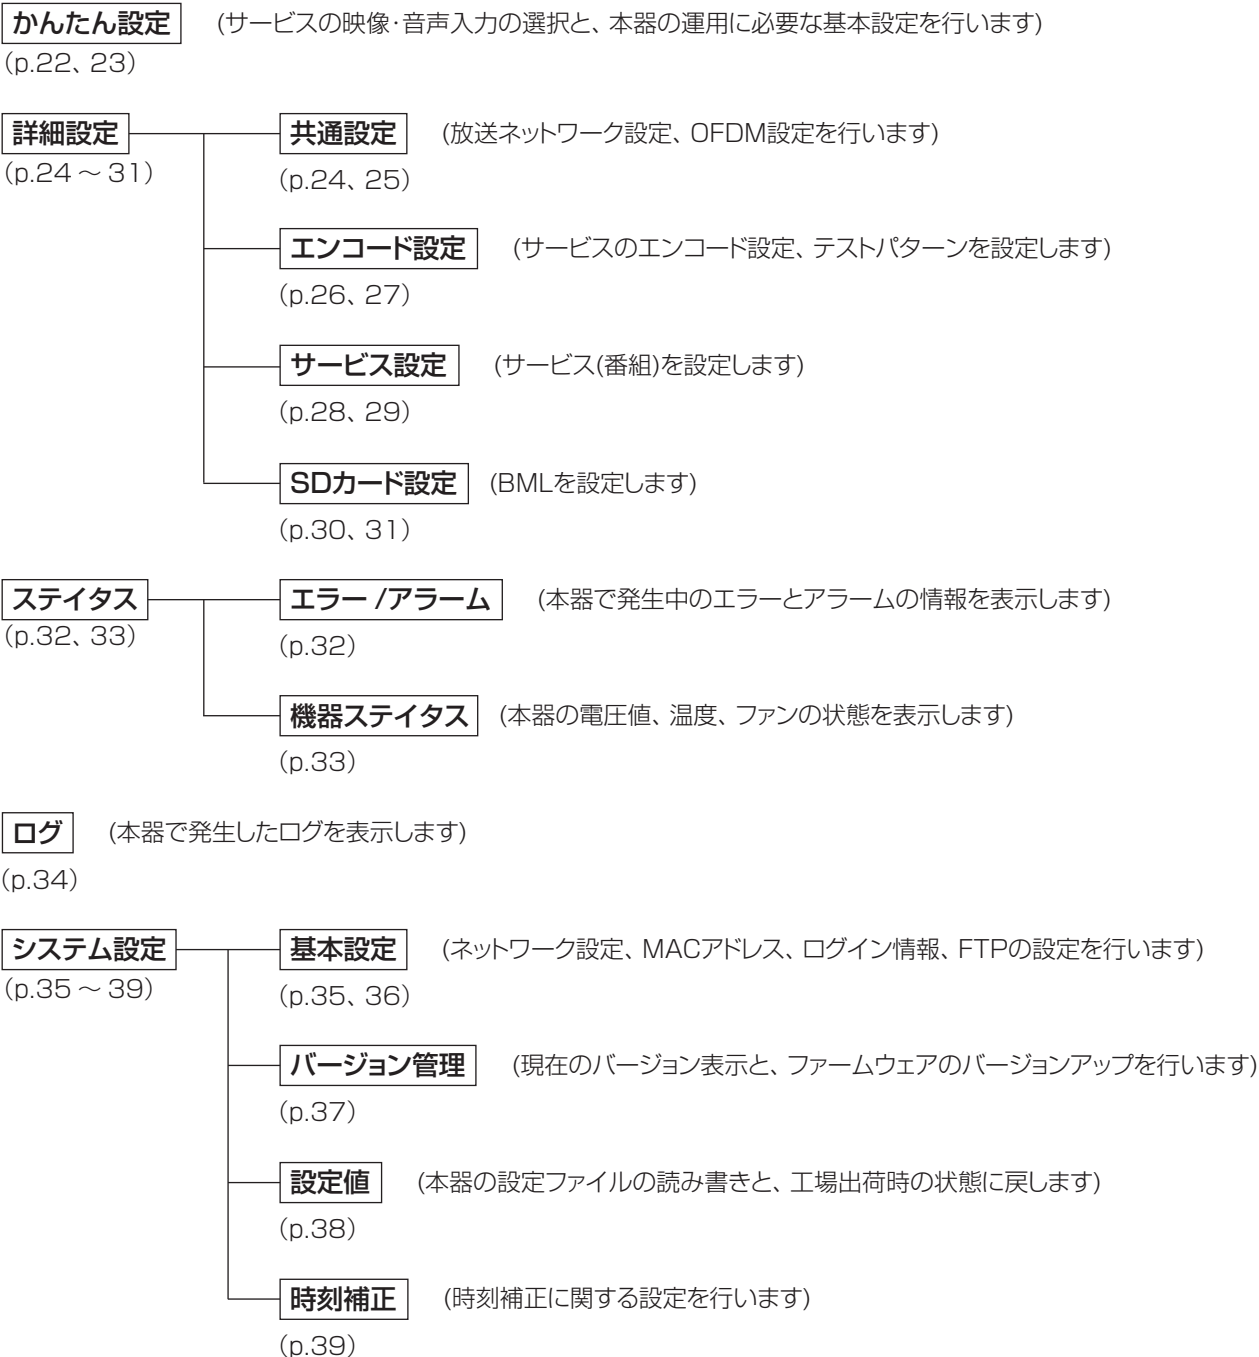 かんたん設定 (サービスの映像・音声入力の選択と、本器の運用に必要な基本設定を行います)
(p.22、23)
詳細設定 共通設定 (放送ネットワーク設定、OFDM設定を行います)
(p.24 ～ 31) (p.24、25)
エンコード設定 (サービスのエンコード設定、テストパターンを設定します)
(p.26、27)
サービス設定 (サービス(番組)を設定します)
(p.28、29)
SDカード設定 (BMLを設定します)
(p.30、31)
ステイタス エラー /アラーム (本器で発生中のエラーとアラームの情報を表示します)
(p.32、33) (p.32)
機器ステイタス (本器の電圧値、温度、ファンの状態を表示します)
(p.33)
ログ (本器で発生したログを表示します)
(p.34)
システム設定 基本設定 (ネットワーク設定、MACアドレス、ログイン情報、FTPの設定を行います)
(p.35 ～ 39) (p.35、36)
バージョン管理 (現在のバージョン表示と、ファームウェアのバージョンアップを行います)
(p.37)
設定値 (本器の設定ファイルの読み書きと、工場出荷時の状態に戻します)
(p.38)
時刻補正 (時刻補正に関する設定を行います)
(p.39)